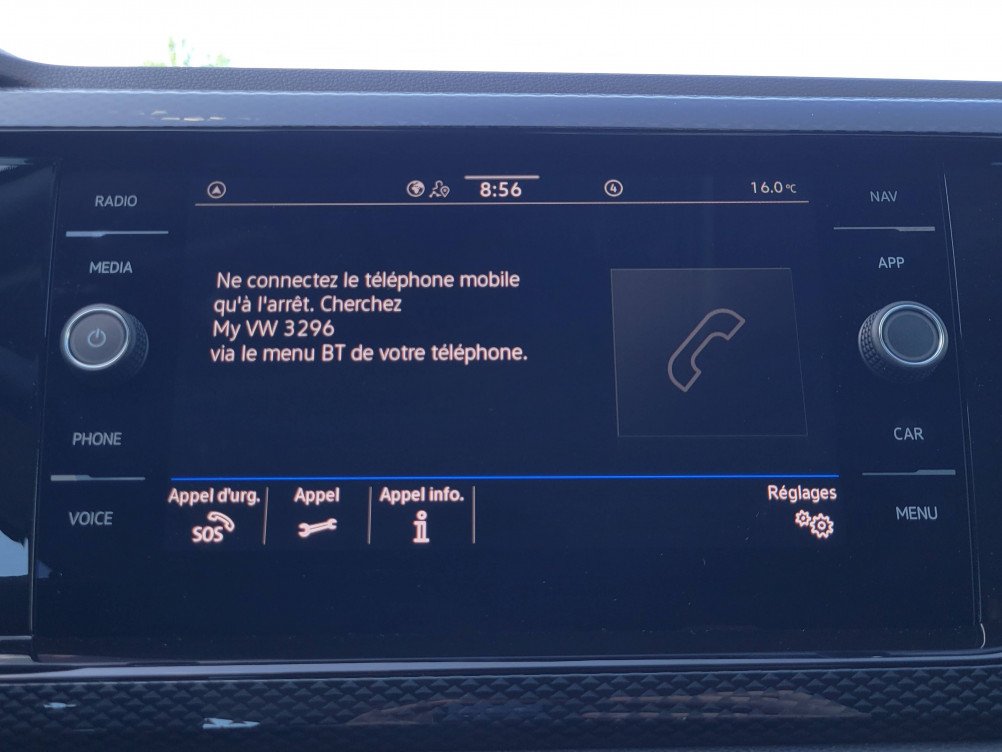 RADIO
8:56
4
16.0°C
NAV
MEDIA
APP
Ne connectez le téléphone mobile
qu'à l'arrêt. Cherchez
My VW 3296
via le menu BT de votre téléphone.
PHONE
CAR
VOICE
Appel d'urg.
SOS
Appel
Appel info.
i
Réglages
MENU